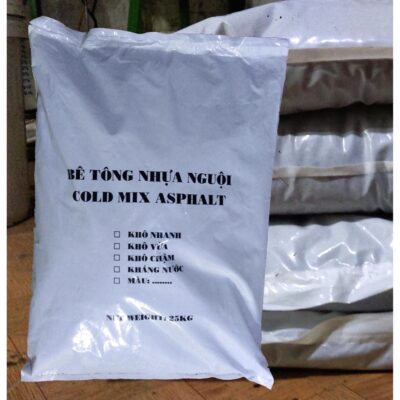 BÊ TÔNG NHỰA NGUỘI
COLD MIX ASPHALT
☐ KHÔ NHANH
☐ KHÔ VỪA
☐ KHÔ CHẬM
☐ KHÁNG NƯỚC
☐ MÀU: ........
NET WEIGHT: 25KG